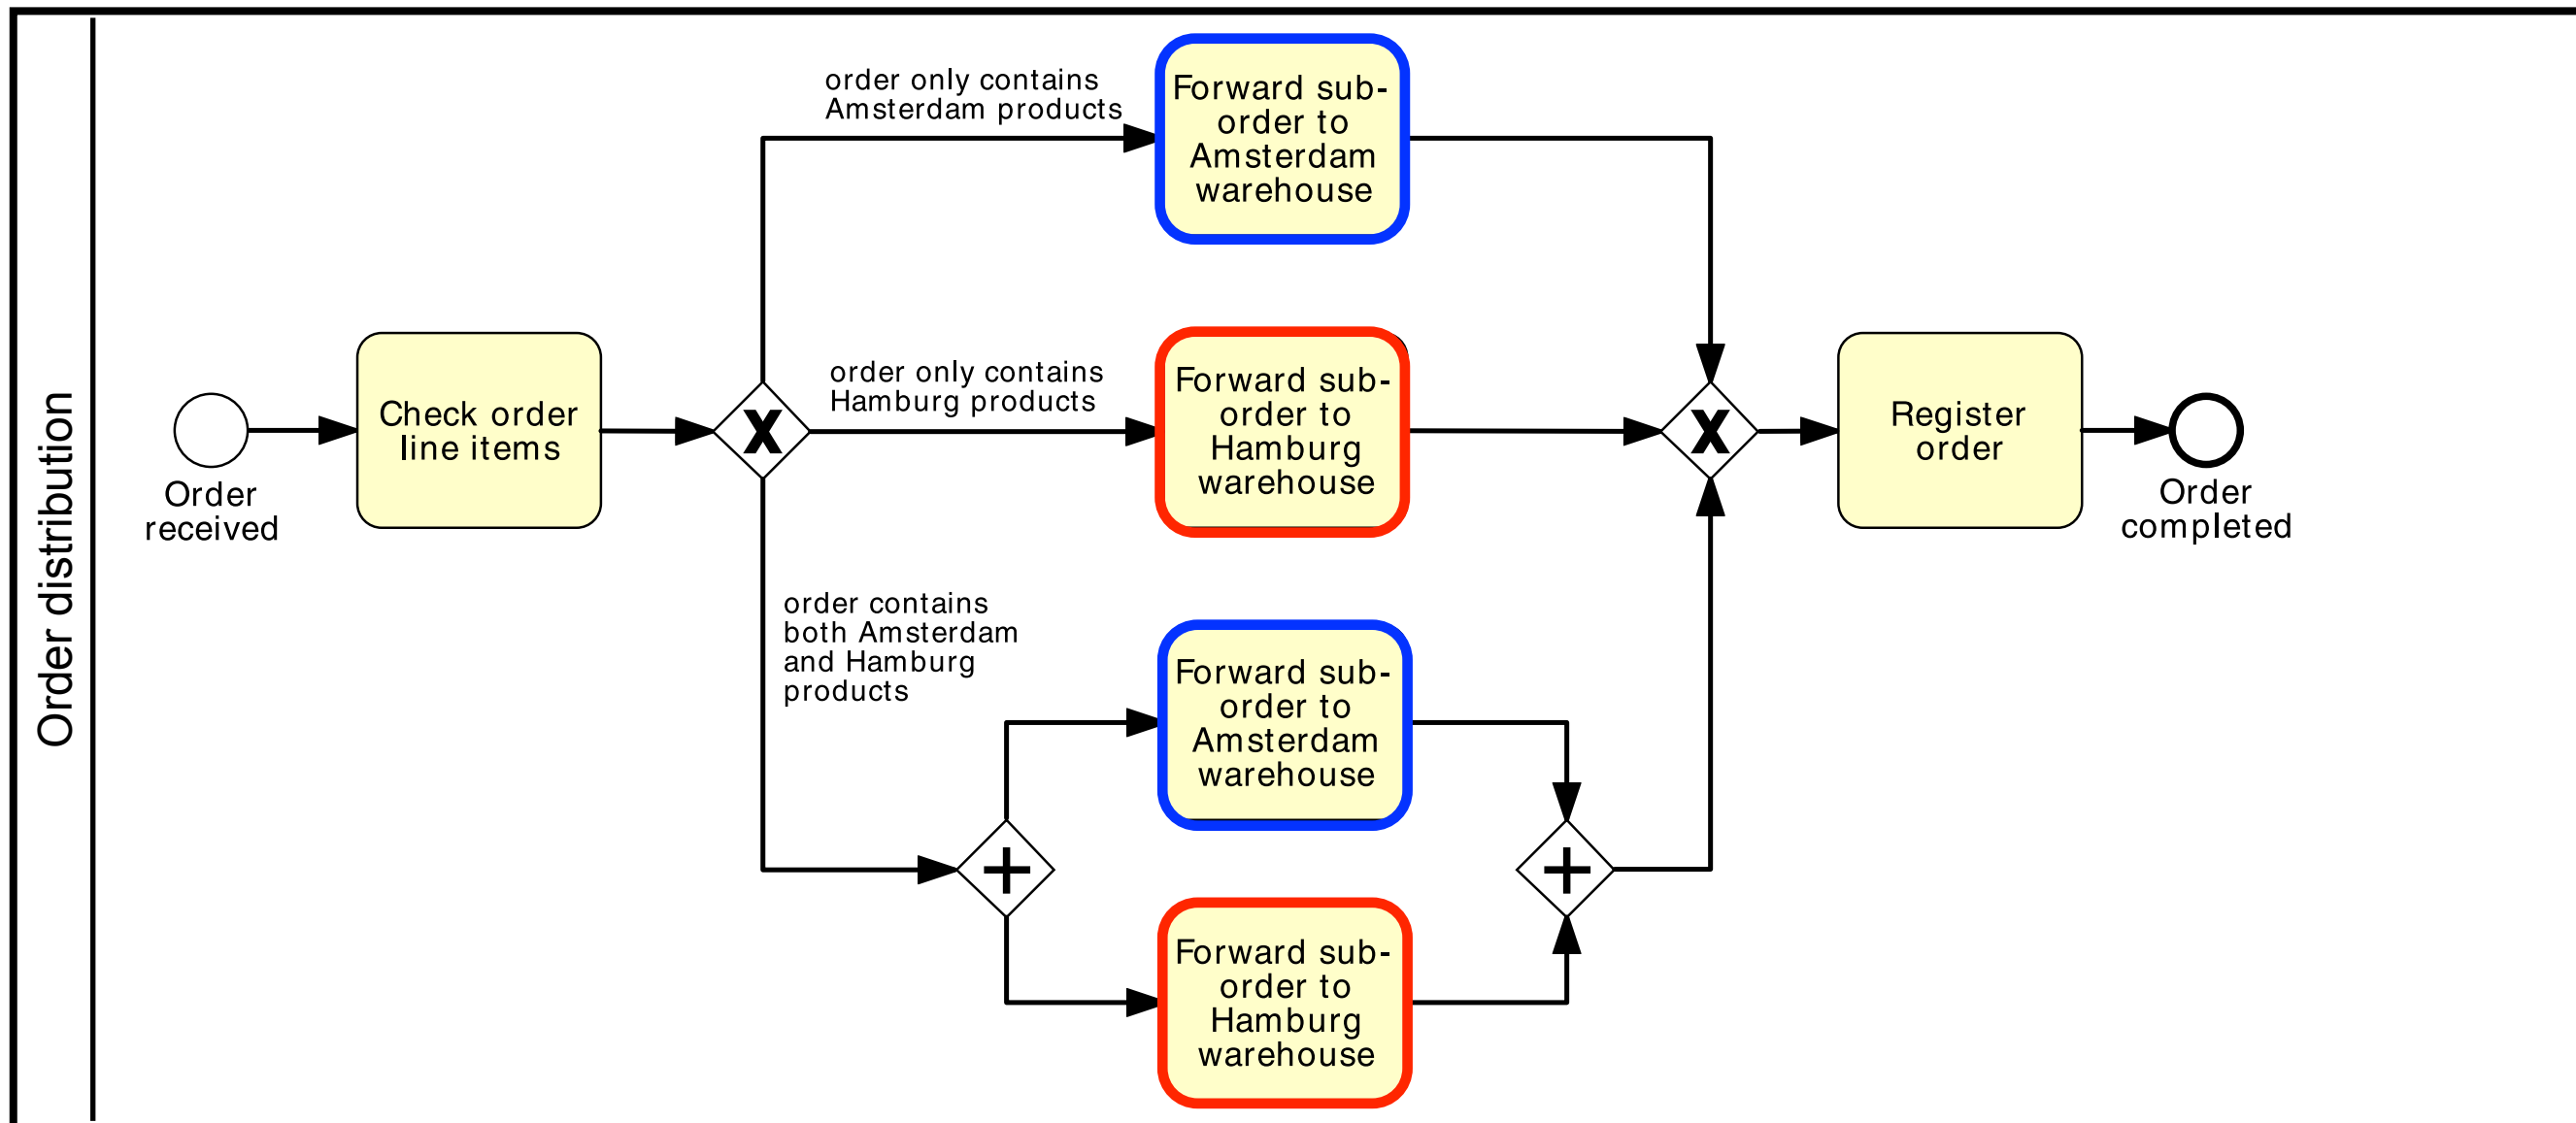 Order distribution
Order
received
Check order
line items
X
order only contains
Amsterdam products
Forward sub-
order to
Amsterdam
warehouse
order only contains
Hamburg products
Forward sub-
order to
Hamburg
warehouse
order contains
both Amsterdam
and Hamburg
products
+
Forward sub-
order to
Amsterdam
warehouse
Forward sub-
order to
Hamburg
warehouse
+
X
Register
order
Order
completed